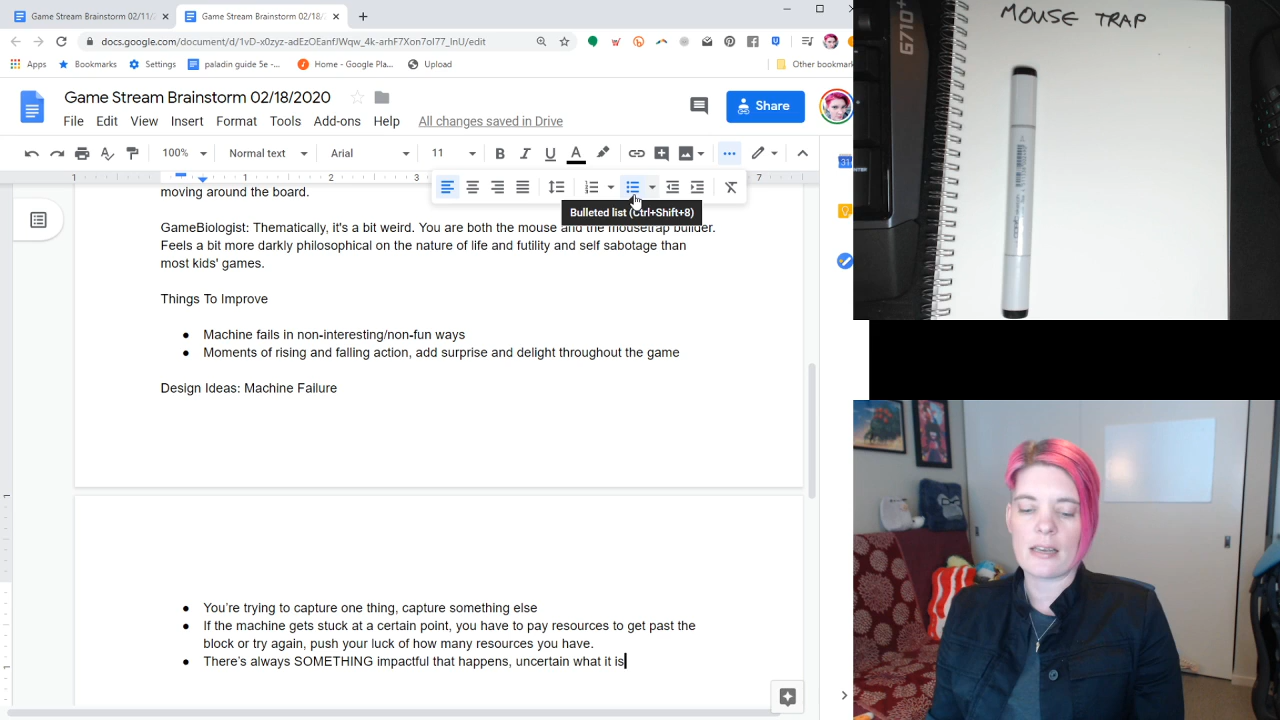 Game Stream Brainstorm 02/11/
Game Stream Brainstorm 02/18/
docs.google.com/document/d/1vD-x0zyz-adEzOEanfJWqw_4k-arhF7Xon7oI77_lnU/edit
Apps
Bookmarks
Settings
paladin guide 5e -...
Home - Google Pla...
Upload
Other bookmark
Game Stream Brainstorm 02/18/2020
Share
File Edit View Insert Format Tools Add-ons Help All changes saved in Drive
100% Normal text Arial 11
1 2 3 7
Bulleted list (Ctrl+Shift+8)
moving around the board.
GameBiologist: Thematically, it's a bit weird. You are both the mouse and the mousetrap builder.
Feels a bit more darkly philosophical on the nature of life and futility and self sabotage than
most kids' games.
Things To Improve
● Machine fails in non-interesting/non-fun ways
● Moments of rising and falling action, add surprise and delight throughout the game
Design Ideas: Machine Failure
● You're trying to capture one thing, capture something else
● If the machine gets stuck at a certain point, you have to pay resources to get past the
block or try again, push your luck of how many resources you have.
● There's always SOMETHING impactful that happens, uncertain what it is
31
MOUSE TRAP
G710+